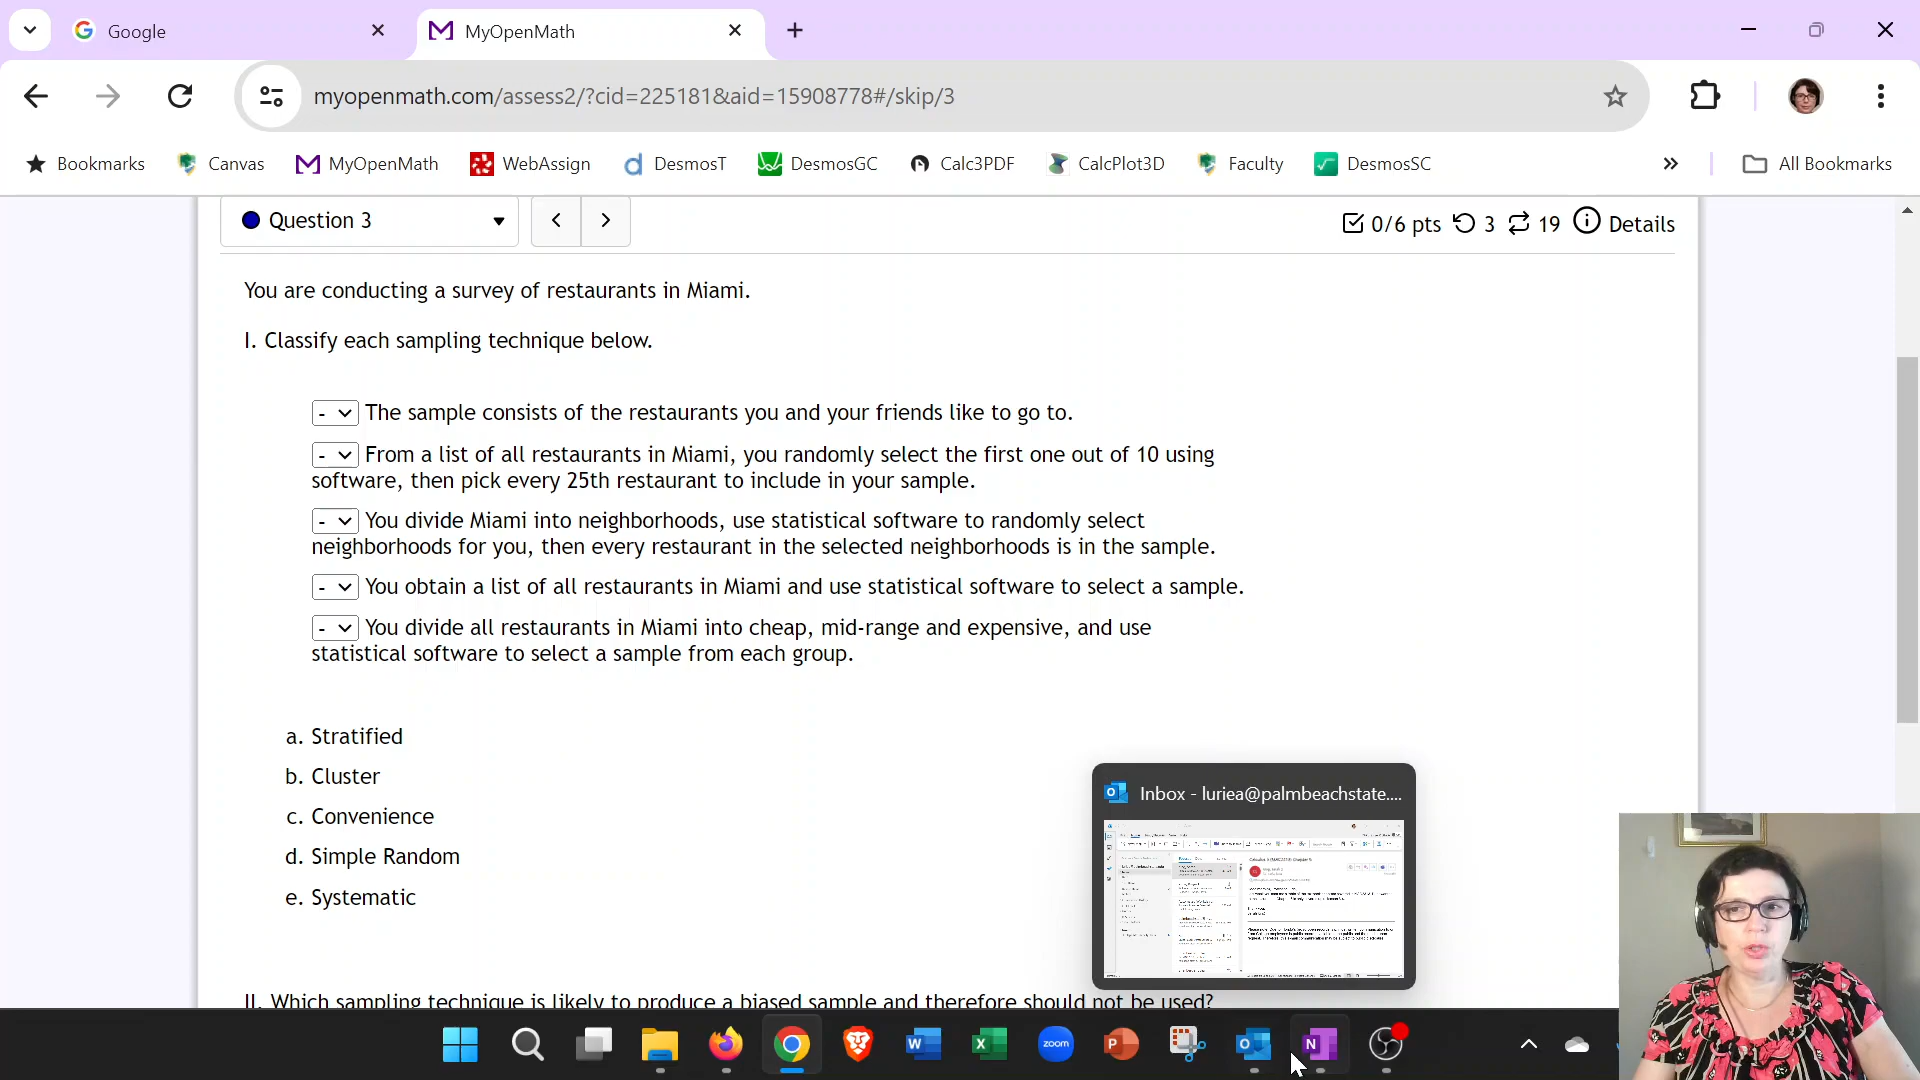 Google
MyOpenMath
myopenmath.com/assess2/?cid=225181&aid=15908778#/skip/3
Bookmarks Canvas MyOpenMath WebAssign DesmosT DesmosGC Calc3PDF CalcPlot3D Faculty DesmosSC » All Bookmarks
Question 3 < > 0/6 pts 3 19 Details
You are conducting a survey of restaurants in Miami.
I. Classify each sampling technique below.
- The sample consists of the restaurants you and your friends like to go to.
- From a list of all restaurants in Miami, you randomly select the first one out of 10 using
software, then pick every 25th restaurant to include in your sample.
- You divide Miami into neighborhoods, use statistical software to randomly select
neighborhoods for you, then every restaurant in the selected neighborhoods is in the sample.
- You obtain a list of all restaurants in Miami and use statistical software to select a sample.
- You divide all restaurants in Miami into cheap, mid-range and expensive, and use
statistical software to select a sample from each group.
a. Stratified
b. Cluster
c. Convenience
d. Simple Random
e. Systematic
Inbox - luriea@palmbeachstate....
II. Which sampling technique is likely to produce a biased sample and therefore should not be used?
zoom